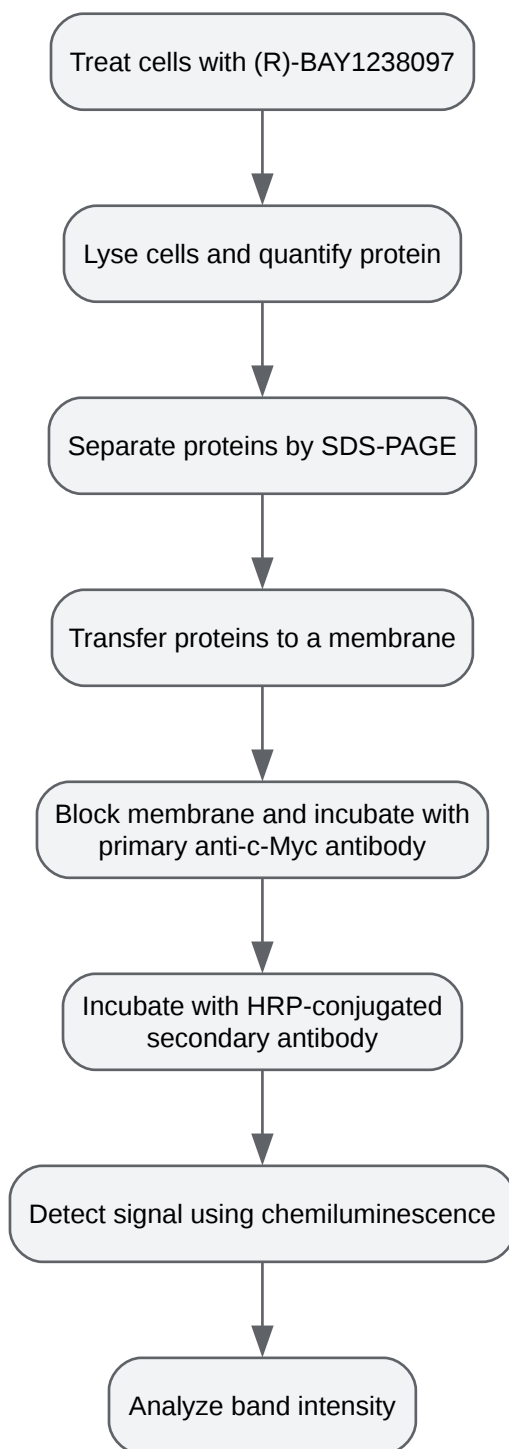 Treat cells with (R)-BAY1238097
Lyse cells and quantify protein
Separate proteins by SDS-PAGE
Transfer proteins to a membrane
Block membrane and incubate with
primary anti-c-Myc antibody
Incubate with HRP-conjugated
secondary antibody
Detect signal using chemiluminescence
Analyze band intensity